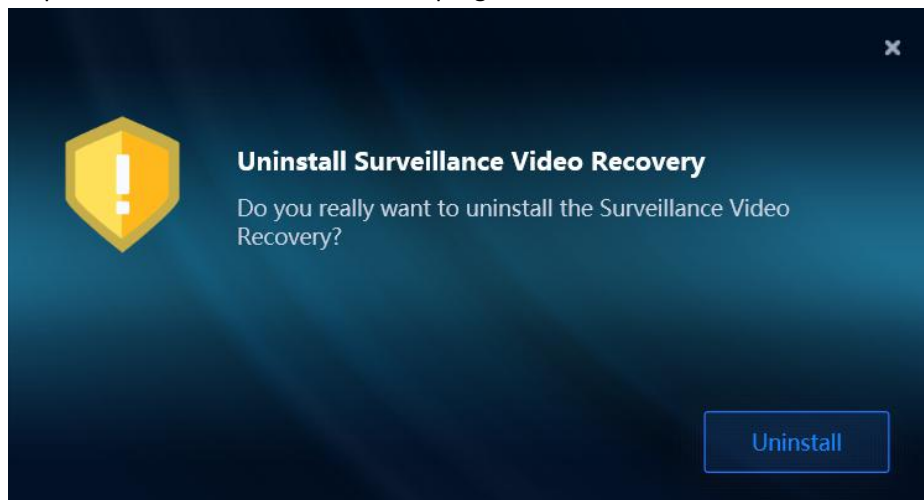 Uninstall Surveillance Video Recovery
Do you really want to uninstall the Surveillance Video
Recovery?
Uninstall